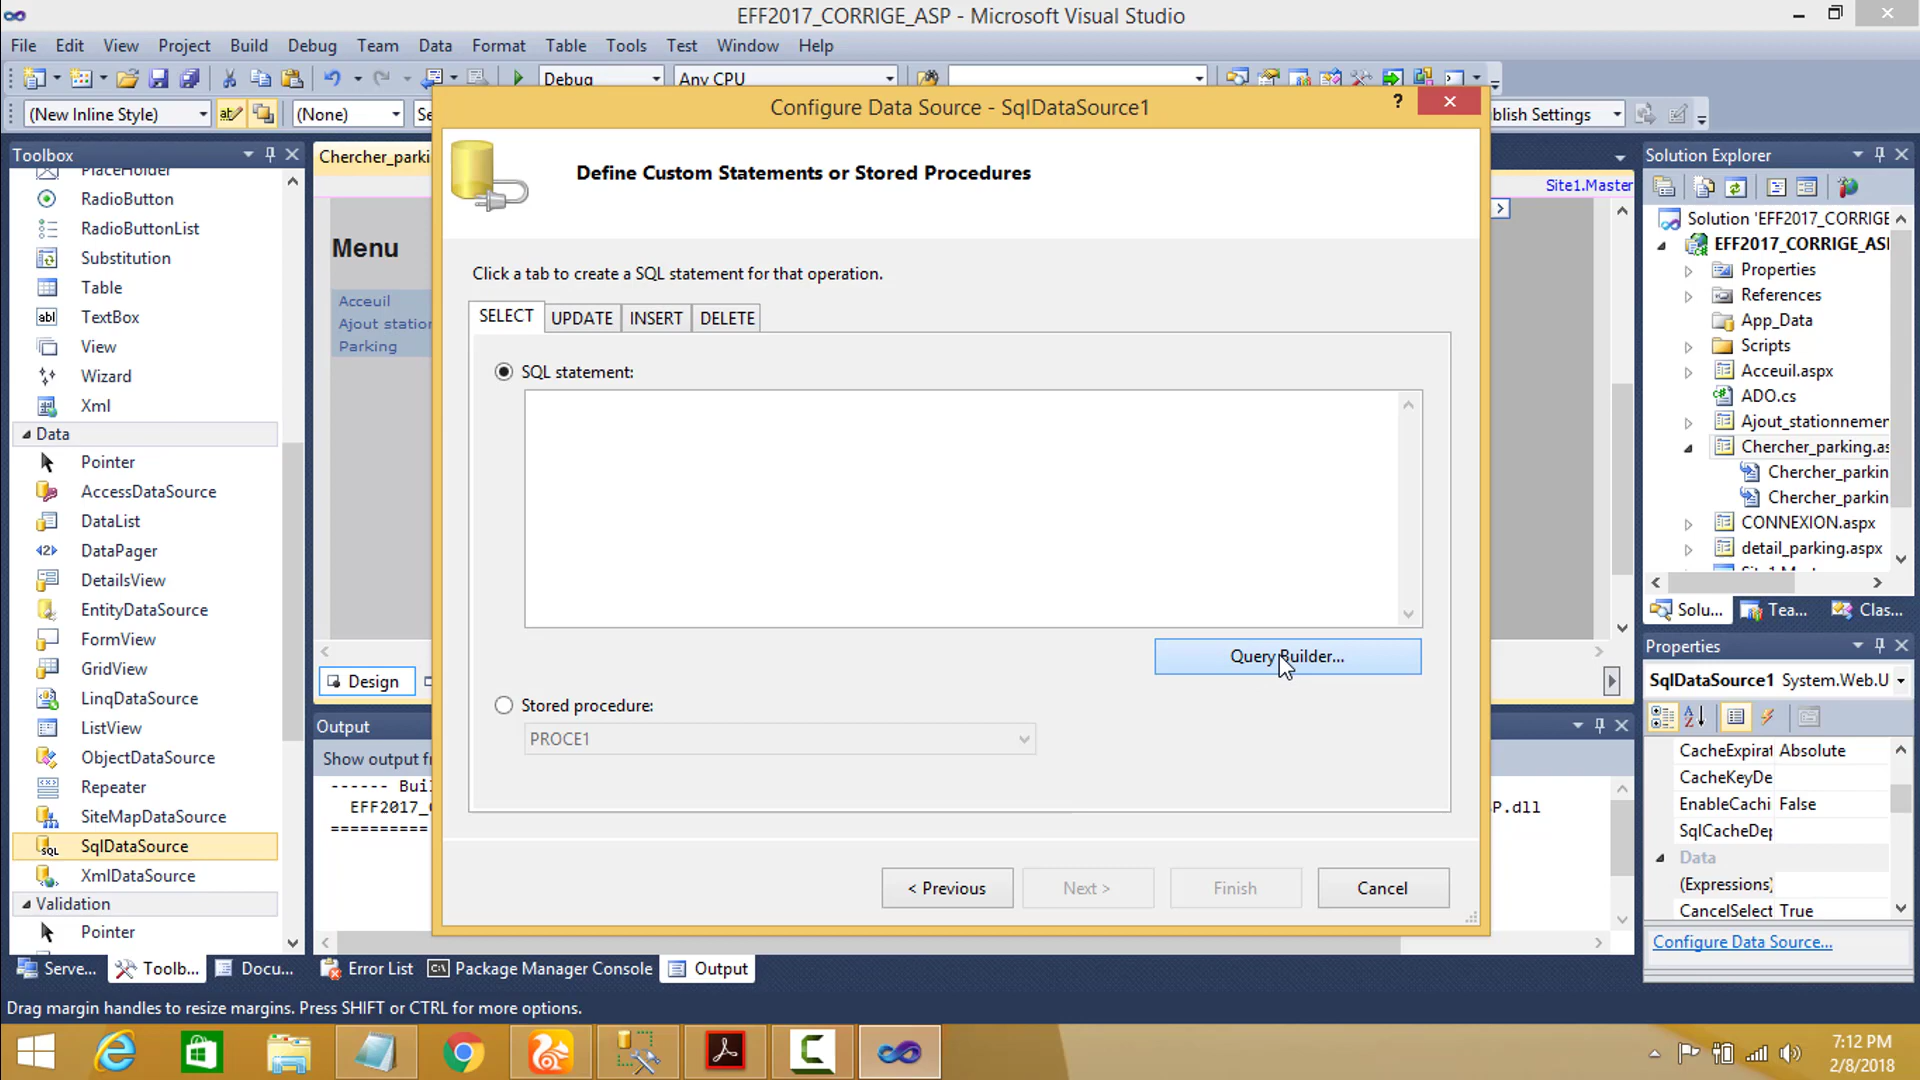 EFF2017_CORRIGE_ASP - Microsoft Visual Studio
File Edit View Project Build Debug Team Data Format Table Tools Test Window Help
Debug Any CPU
(New Inline Style) (None) blish Settings
Configure Data Source - SqlDataSource1
Define Custom Statements or Stored Procedures
Click a tab to create a SQL statement for that operation.
SELECT UPDATE INSERT DELETE
SQL statement:
Query Builder...
Stored procedure:
PROCE1
< Previous Next > Finish Cancel
Toolbox
PlaceHolder
RadioButton
RadioButtonList
Substitution
Table
TextBox
View
Wizard
Xml
Data
Pointer
AccessDataSource
DataList
DataPager
DetailsView
EntityDataSource
FormView
GridView
LinqDataSource
ListView
ObjectDataSource
Repeater
SiteMapDataSource
SqlDataSource
XmlDataSource
Validation
Pointer
Chercher_parki
Site1.Master
Menu
Acceuil
Ajout station
Parking
Design
Output
Show output fr
------ Bui
EFF2017_ P.dll
==========
Solution Explorer
Solution 'EFF2017_CORRIGE
EFF2017_CORRIGE_ASI
Properties
References
App_Data
Scripts
Acceuil.aspx
ADO.cs
Ajout_stationnemer
Chercher_parking.as
Chercher_parkin
Chercher_parkin
CONNEXION.aspx
detail_parking.aspx
Solu... Tea... Clas...
Properties
SqlDataSource1 System.Web.U
CacheExpirat Absolute
CacheKeyDe
EnableCachi False
SqlCacheDep
Data
(Expressions)
CancelSelect True
Configure Data Source...
Serve... Toolb... Docu... Error List Package Manager Console Output
Drag margin handles to resize margins. Press SHIFT or CTRL for more options.
7:12 PM
2/8/2018